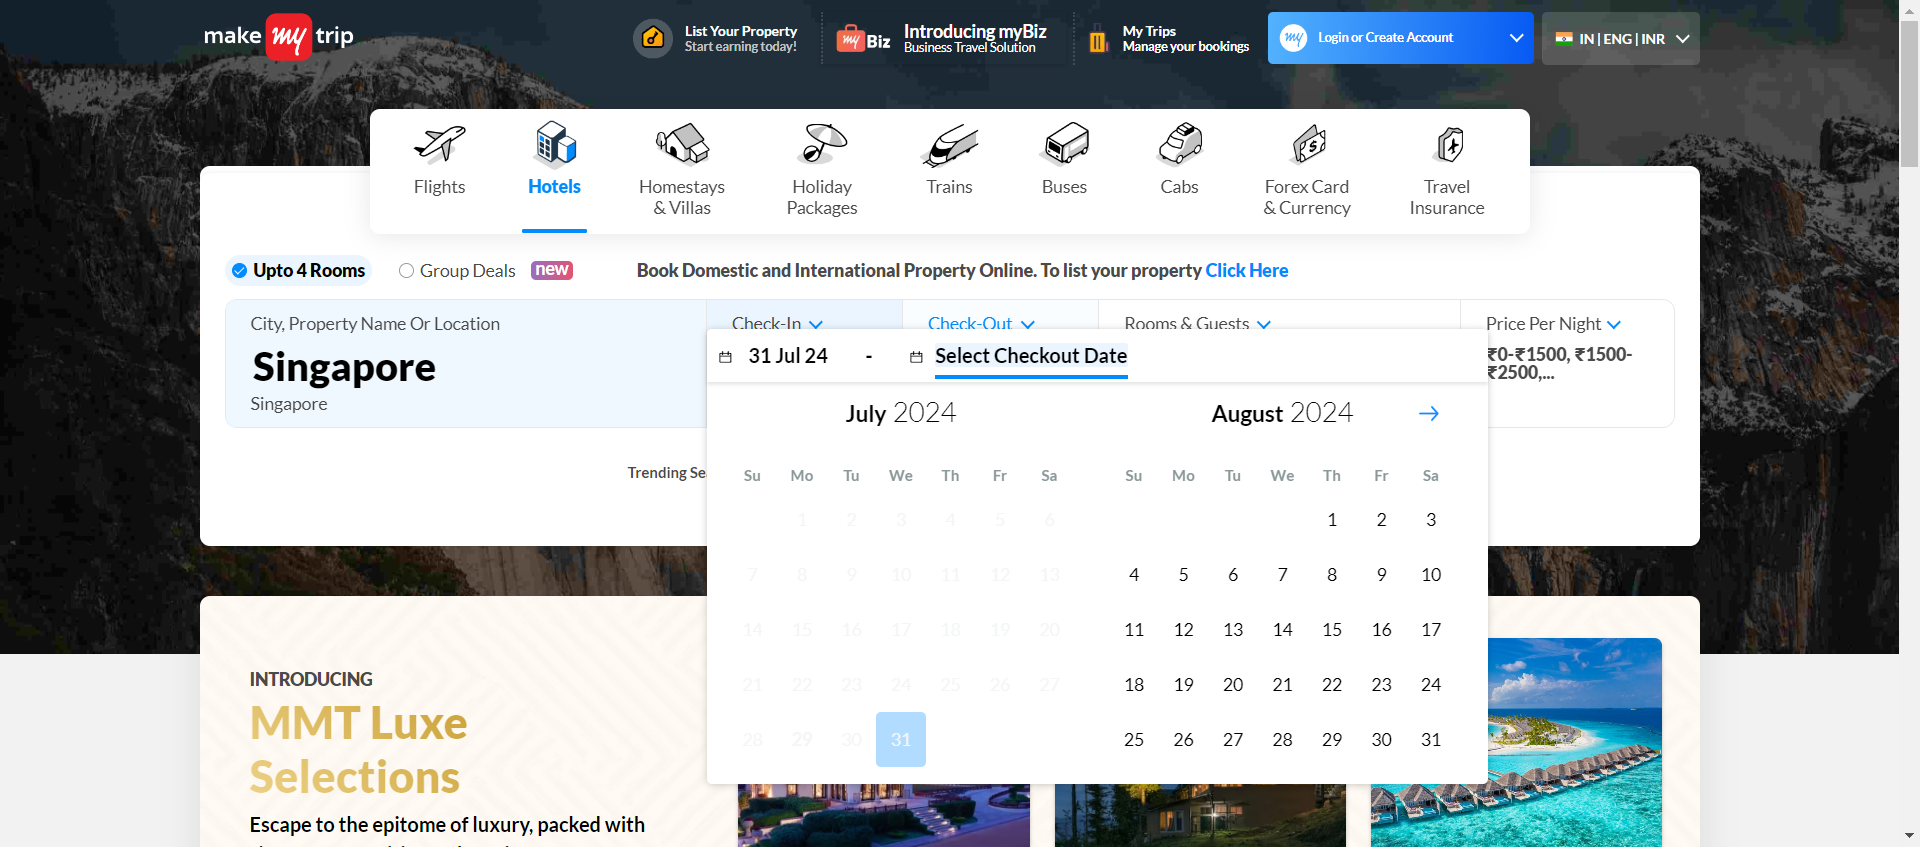 make my trip
List Your Property
Start earning today!
my Biz
Introducing myBiz
Business Travel Solution
My Trips
Manage your bookings
my
Login or Create Account
IN | ENG | INR
Flights
Hotels
Homestays
& Villas
Holiday
Packages
Trains
Buses
Cabs
Forex Card
& Currency
Travel
Insurance
Upto 4 Rooms
Group Deals
new
Book Domestic and International Property Online. To list your property Click Here
City, Property Name Or Location
Singapore
Singapore
Check-In
Check-Out
Rooms & Guests
Price Per Night
₹0-₹1500, ₹1500-
₹2500,...
31 Jul 24 - Select Checkout Date
July 2024
Su Mo Tu We Th Fr Sa
1 2 3 4 5 6
7 8 9 10 11 12 13
14 15 16 17 18 19 20
21 22 23 24 25 26 27
28 29 30 31
August 2024
Su Mo Tu We Th Fr Sa
1 2 3
4 5 6 7 8 9 10
11 12 13 14 15 16 17
18 19 20 21 22 23 24
25 26 27 28 29 30 31
Trending Se
INTRODUCING
MMT Luxe
Selections
Escape to the epitome of luxury, packed with